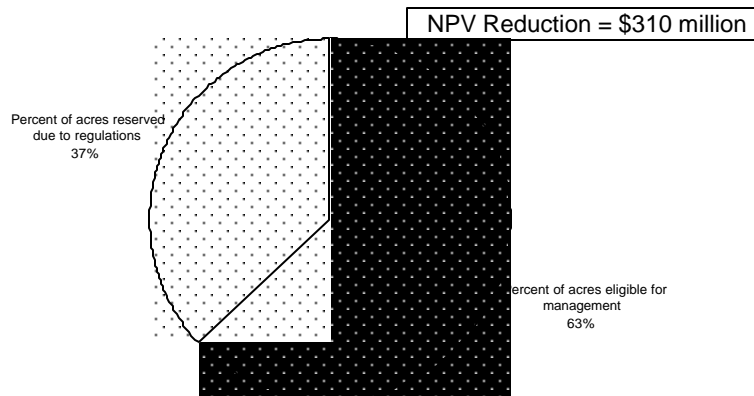 NPV Reduction = $310 million
Percent of acres reserved
due to regulations
37%
ercent of acres eligible for
management
63%